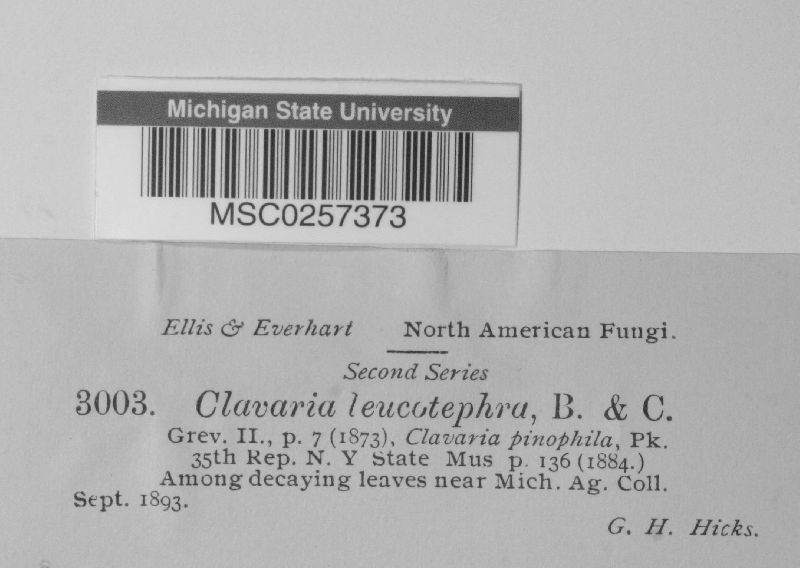 Michigan State University
MSC0257373
Ellis & Everhart North American Fungi.
Second Series
3003. Clavaria leucotephra, B. & C.
Grev. II., p. 7 (1873), Clavaria pinophila, Pk.
35th Rep. N. Y State Mus p. 136 (1884.)
Among decaying leaves near Mich. Ag. Coll.
Sept. 1893.
G. H. Hicks.